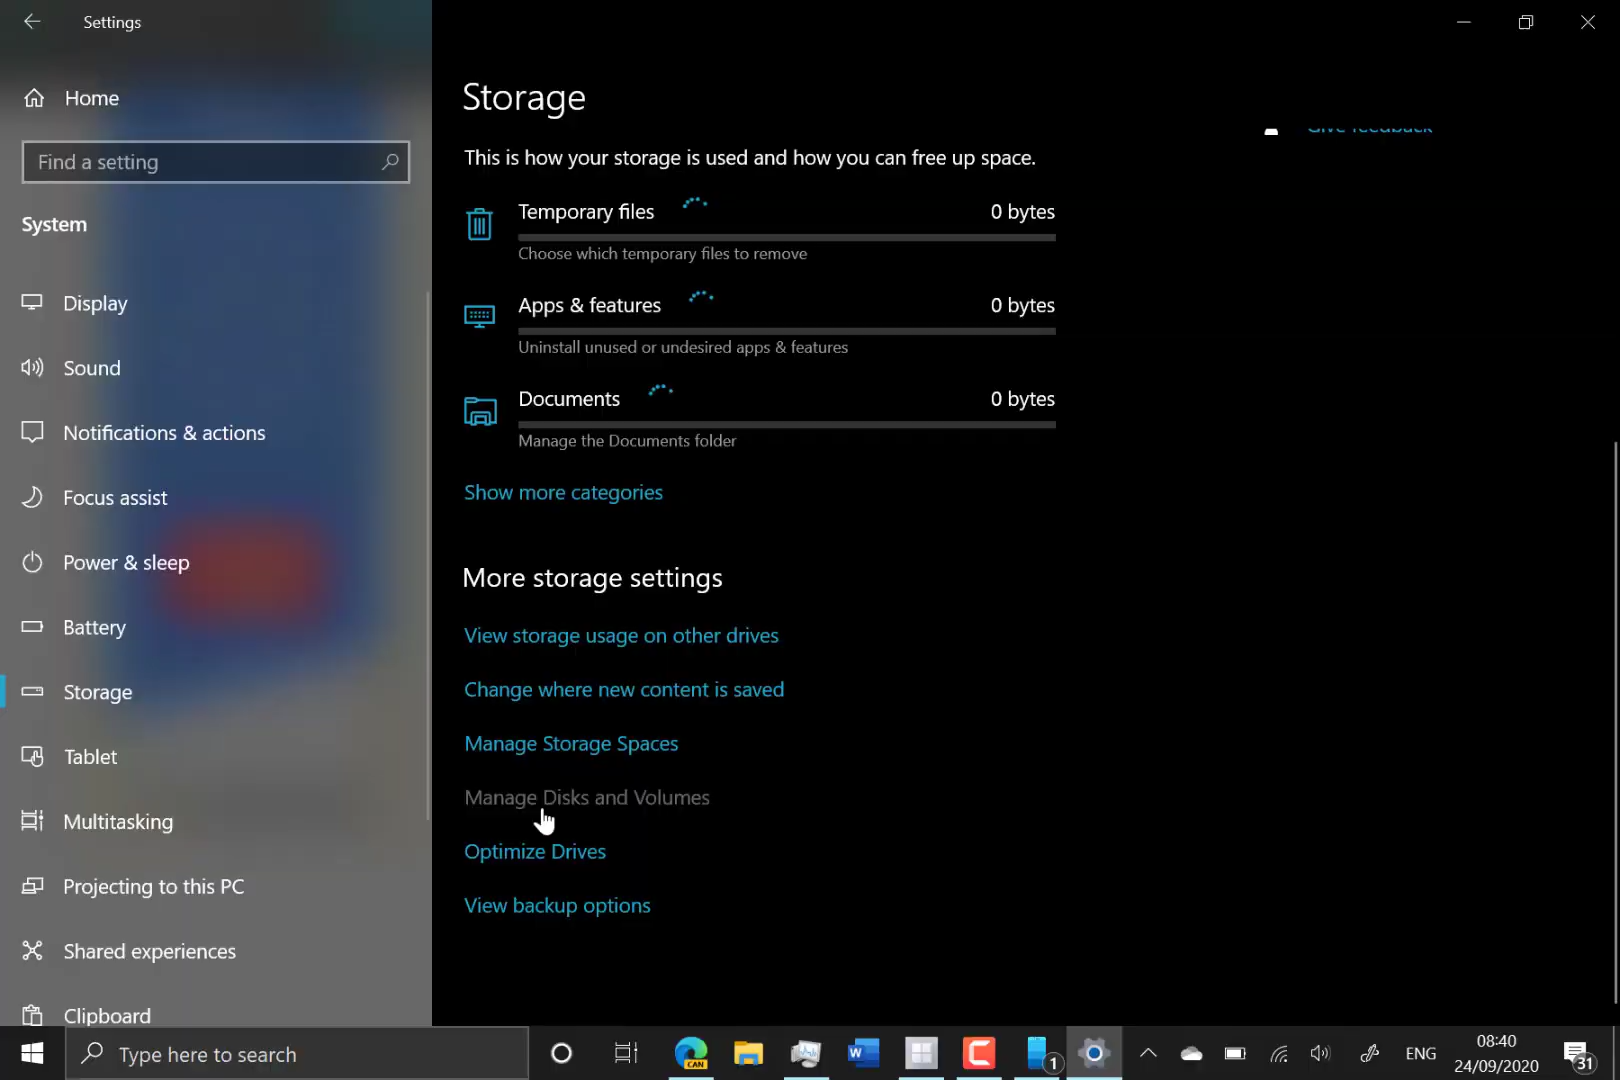 Settings
Home
Find a setting
System
Display
Sound
Notifications & actions
Focus assist
Power & sleep
Battery
Storage
Tablet
Multitasking
Projecting to this PC
Shared experiences
Clipboard
Storage
Give feedback
This is how your storage is used and how you can free up space.
Temporary files 0 bytes
Choose which temporary files to remove
Apps & features 0 bytes
Uninstall unused or undesired apps & features
Documents 0 bytes
Manage the Documents folder
Show more categories
More storage settings
View storage usage on other drives
Change where new content is saved
Manage Storage Spaces
Manage Disks and Volumes
Optimize Drives
View backup options
Type here to search
CAN
W
1
ENG
08:40
24/09/2020
31